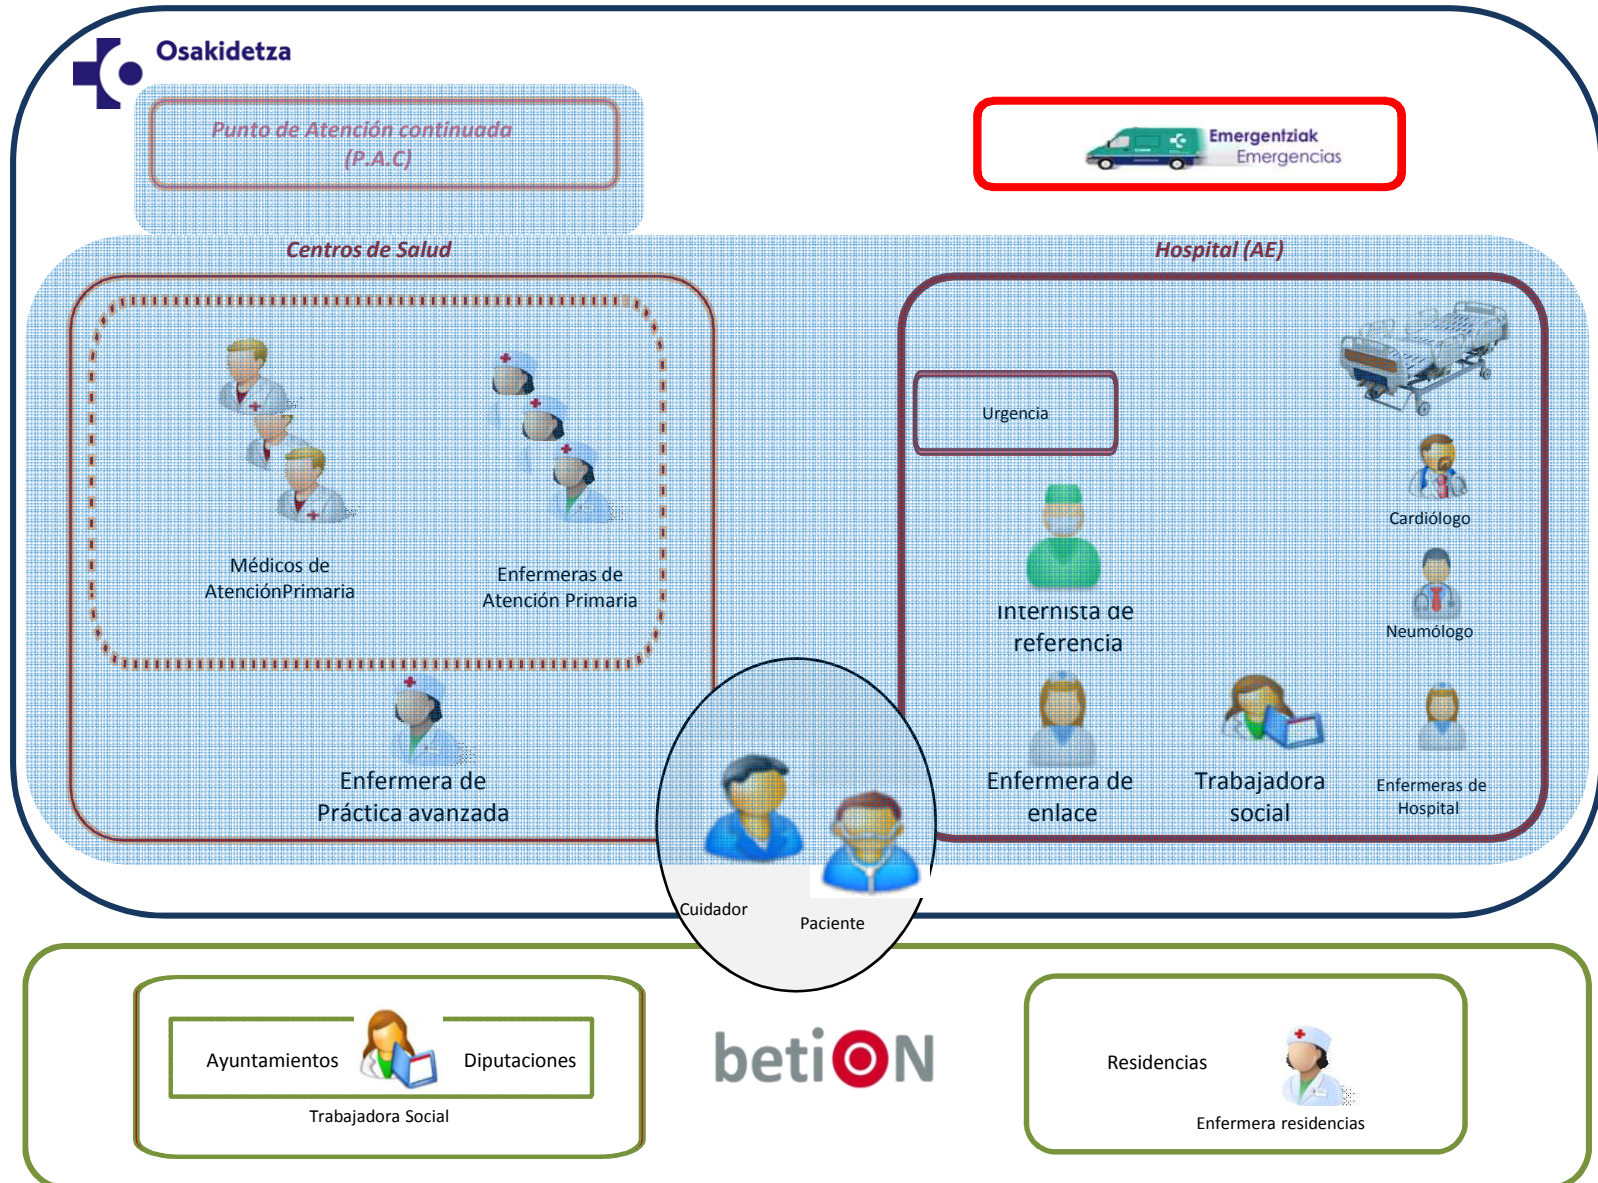 Osakidetza
Punto de Atención continuada
(P.A.C)
Emergentziak
Emergencias
Centros de Salud
Hospital (AE)
Urgencia
Médicos de
AtenciónPrimaria
Enfermeras de
Atención Primaria
Cardiólogo
Internista de
referencia
Neumólogo
Enfermera de
Práctica avanzada
Enfermera de
enlace
Trabajadora
social
Enfermeras de
Hospital
Cuidador
Paciente
Ayuntamientos
Diputaciones
Trabajadora Social
betiON
Residencias
Enfermera residencias